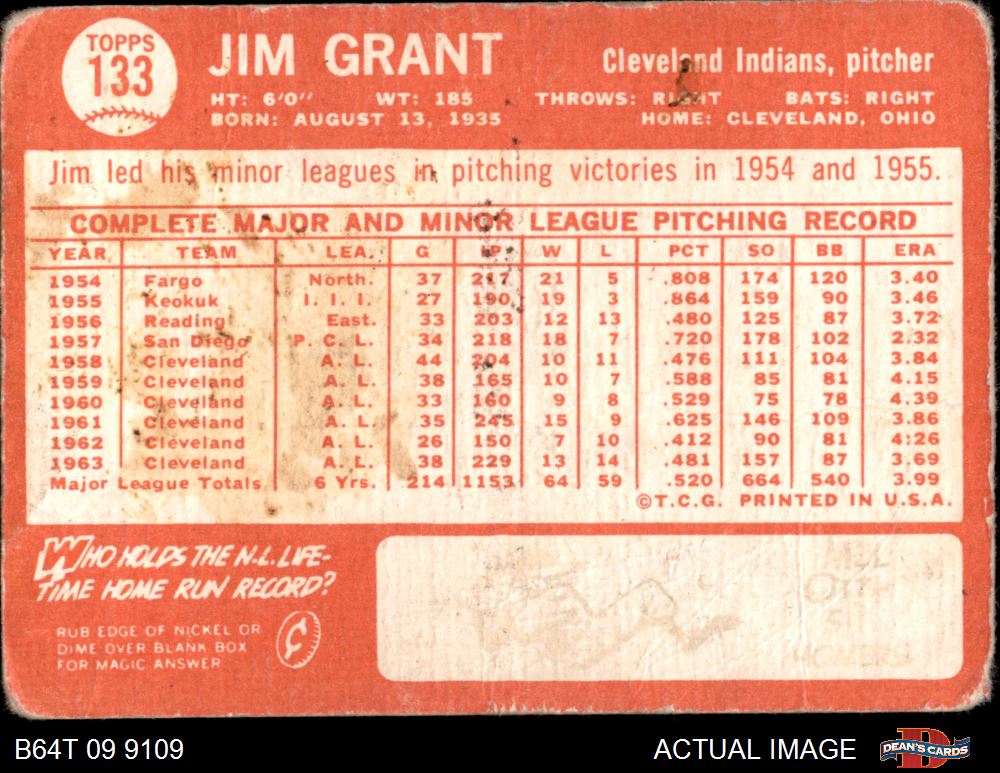 TOPPS
133
JIM GRANT
Cleveland Indians, pitcher
HT: 6'0" WT: 185 THROWS: RIGHT BATS: RIGHT
BORN: AUGUST 13, 1935 HOME: CLEVELAND, OHIO
Jim led his minor leagues in pitching victories in 1954 and 1955.
COMPLETE MAJOR AND MINOR LEAGUE PITCHING RECORD
YEAR TEAM LEA. G IP W L PCT SO BB ERA
1954 Fargo North. 37 217 21 5 .808 174 120 3.40
1955 Keokuk I. I. I. 27 190 19 3 .864 159 90 3.46
1956 Reading East. 33 203 12 13 .480 125 87 3.72
1957 San Diego P. C. L. 34 218 18 7 .720 178 102 2.32
1958 Cleveland A. L. 44 204 10 11 .476 111 104 3.84
1959 Cleveland A. L. 38 165 10 7 .588 85 81 4.15
1960 Cleveland A. L. 33 160 9 8 .529 75 78 4.39
1961 Cleveland A. L. 35 245 15 9 .625 146 109 3.86
1962 Cleveland A. L. 26 150 7 10 .412 90 81 4:26
1963 Cleveland A. L. 38 229 13 14 .481 157 87 3.69
Major League Totals 6 Yrs. 214 1153 64 59 .520 664 540 3.99
©T.C.G. PRINTED IN U.S.A.
WHO HOLDS THE N.L. LIFE-
TIME HOME RUN RECORD?
RUB EDGE OF NICKEL OR
DIME OVER BLANK BOX
FOR MAGIC ANSWER
¢
MEL
OTT-
511
HOMERS
B64T 09 9109 ACTUAL IMAGE DEAN'S CARDS